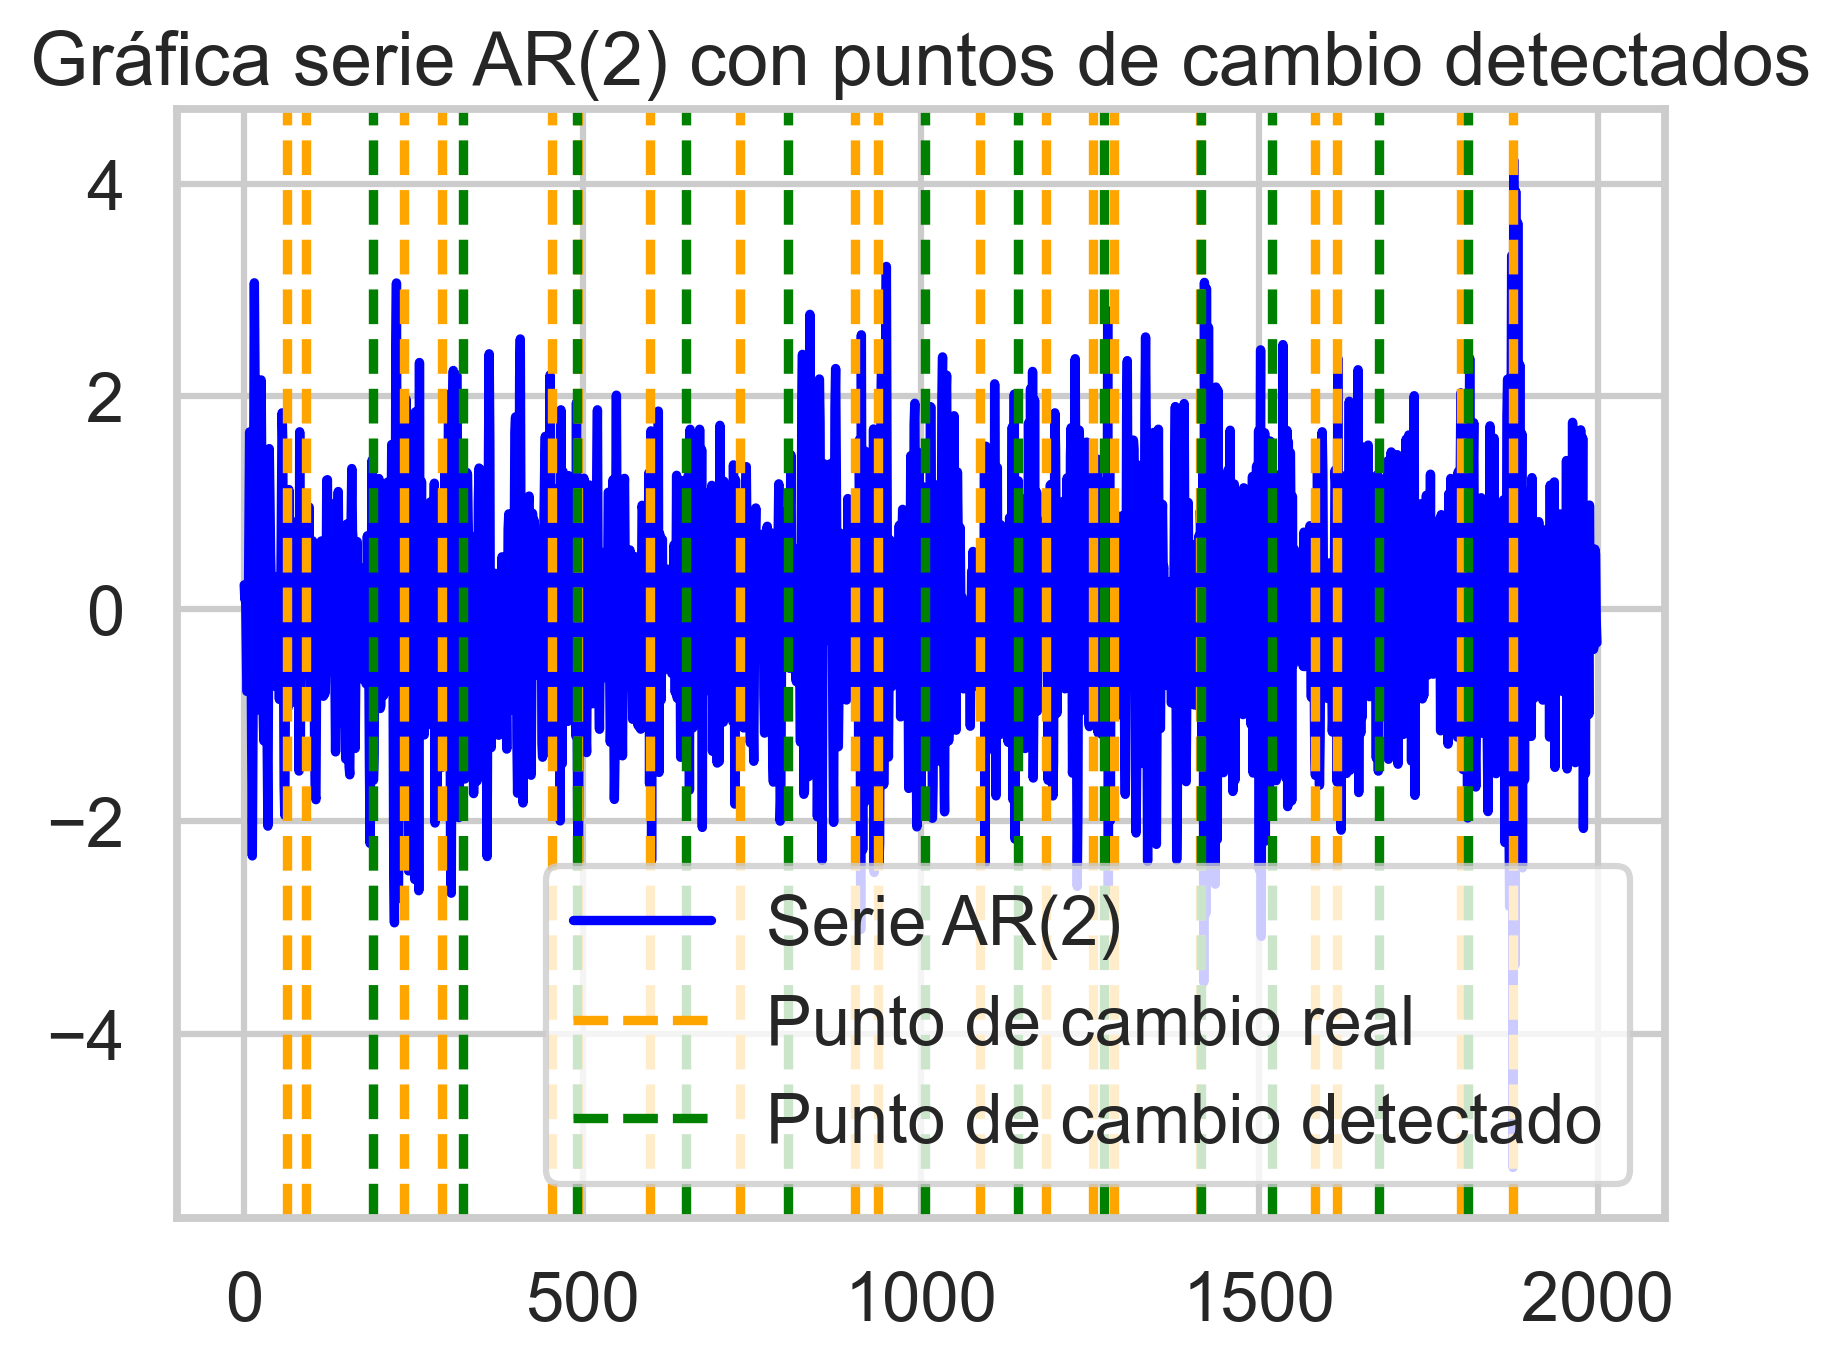 Gráfica serie AR(2) con puntos de cambio detectados
4
2
0
−2
−4
Serie AR(2)
Punto de cambio real
Punto de cambio detectado
0 500 1000 1500 2000